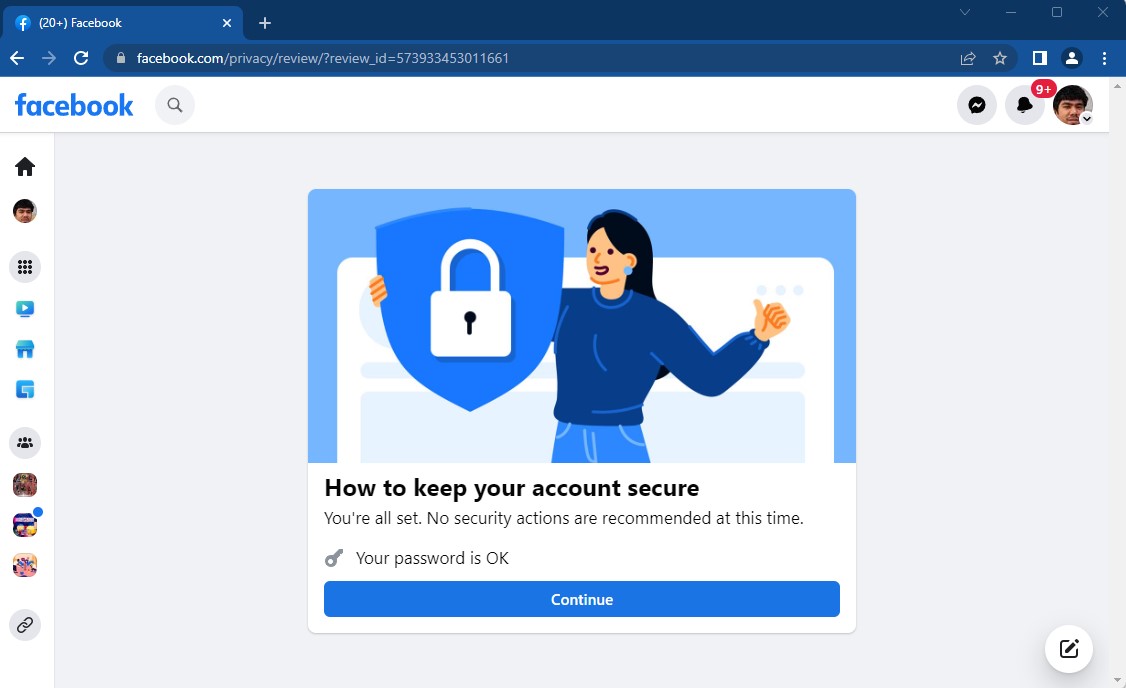 (20+) Facebook
facebook.com/privacy/review/?review_id=573933453011661
facebook
9+
How to keep your account secure
You're all set. No security actions are recommended at this time.
Your password is OK
Continue